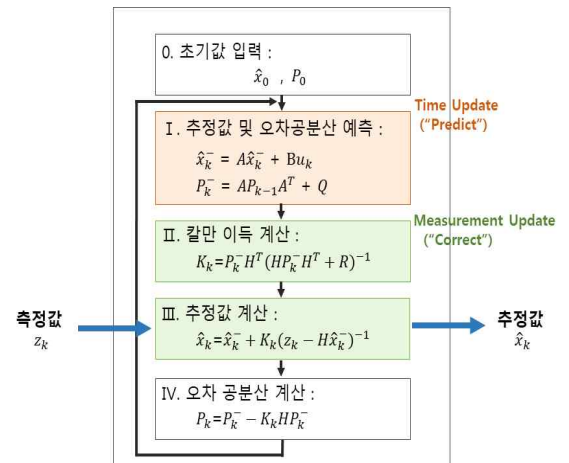 0. 초기값 입력 :
x̂₀ , P₀
Time Update
("Predict")
Ⅰ. 추정값 및 오차공분산 예측 :
x̂ₖ⁻ = Ax̂ₖ⁻ + Buₖ
Pₖ⁻ = APₖ₋₁Aᵀ + Q
Measurement Update
("Correct")
Ⅱ. 칼만 이득 계산 :
Kₖ=Pₖ⁻Hᵀ(HPₖ⁻Hᵀ + R)⁻¹
측정값
zₖ
Ⅲ. 추정값 계산 :
x̂ₖ=x̂ₖ⁻ + Kₖ(zₖ − Hx̂ₖ⁻)⁻¹
추정값
x̂ₖ
Ⅳ. 오차 공분산 계산 :
Pₖ=Pₖ⁻ − KₖHPₖ⁻